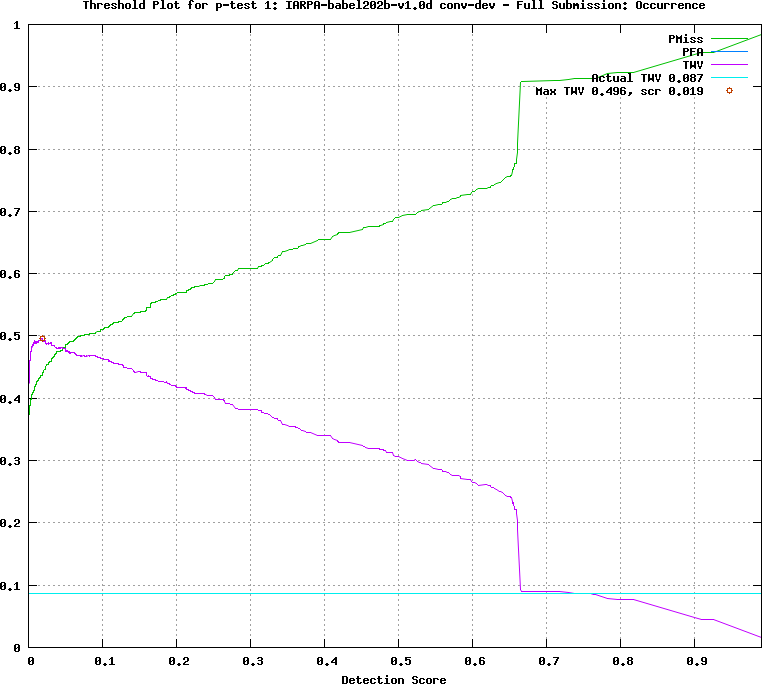 Threshold Plot for p-test 1: IARPA-babel202b-v1.0d conv-dev - Full Submission: Occurrence
1
0.9
0.8
0.7
0.6
0.5
0.4
0.3
0.2
0.1
0
PMiss
PFA
TWV
Actual TWV 0.087
Max TWV 0.496, scr 0.019
0 0.1 0.2 0.3 0.4 0.5 0.6 0.7 0.8 0.9
Detection Score